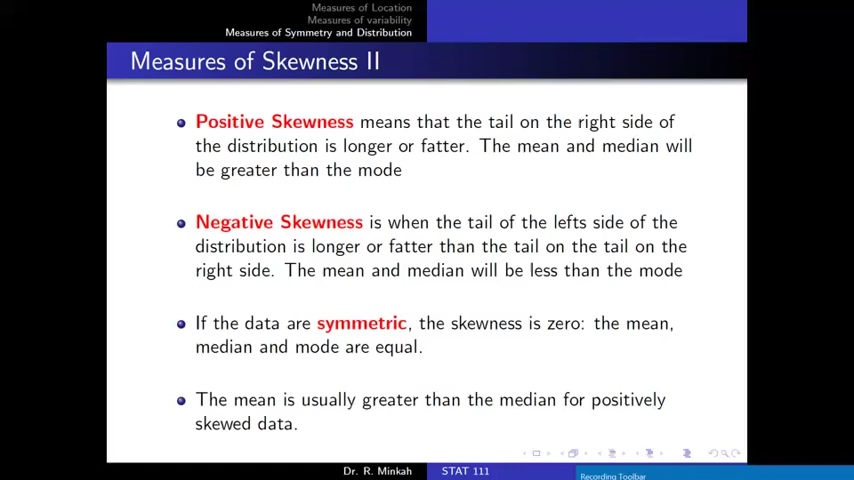 Measures of Location
Measures of variability
Measures of Symmetry and Distribution
Measures of Skewness II
Positive Skewness means that the tail on the right side of
the distribution is longer or fatter. The mean and median will
be greater than the mode
Negative Skewness is when the tail of the lefts side of the
distribution is longer or fatter than the tail on the tail on the
right side. The mean and median will be less than the mode
If the data are symmetric, the skewness is zero: the mean,
median and mode are equal.
The mean is usually greater than the median for positively
skewed data.
Dr. R. Minkah
STAT 111
Recording Toolbar